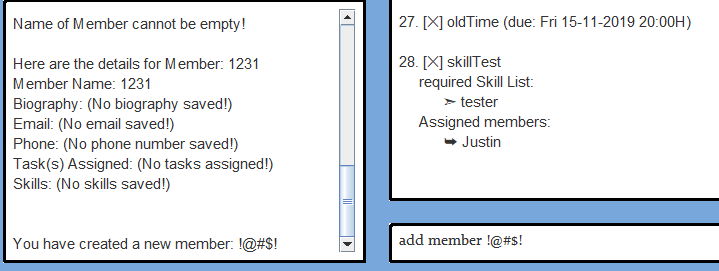 Name of Member cannot be empty!
Here are the details for Member: 1231
Member Name: 1231
Biography: (No biography saved!)
Email: (No email saved!)
Phone: (No phone number saved!)
Task(s) Assigned: (No tasks assigned!)
Skills: (No skills saved!)
You have created a new member: !@#$!
27. [╳] oldTime (due: Fri 15-11-2019 20:00H)
28. [╳] skillTest
required Skill List:
➣ tester
Assigned members:
➥ Justin
add member !@#$!